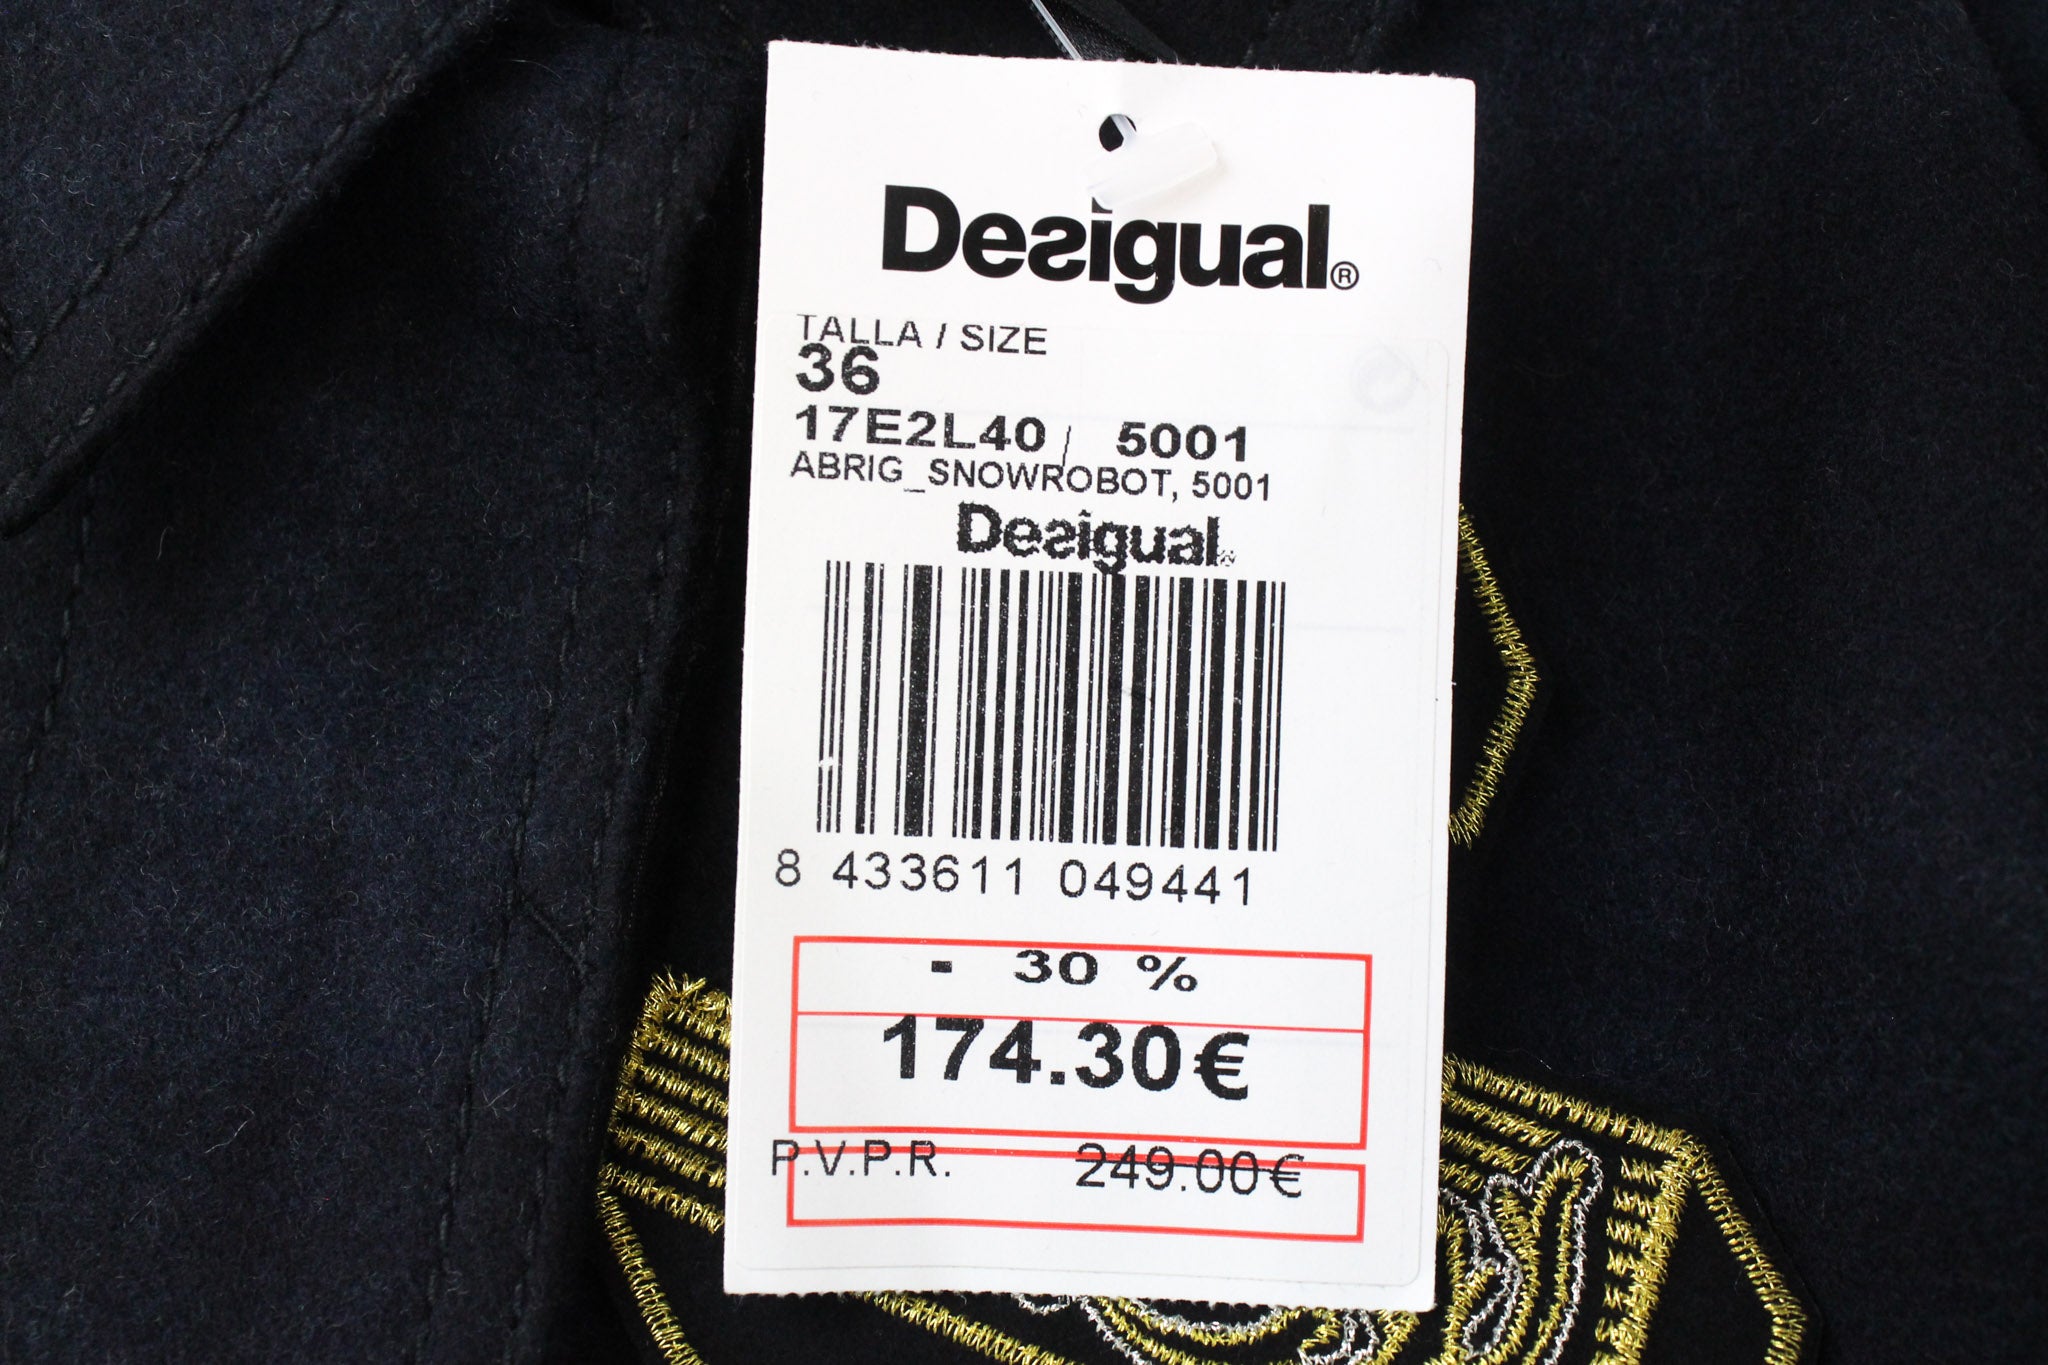 Desigual®
TALLA / SIZE
36
17E2L40 / 5001
ABRIG_SNOWROBOT, 5001
Desigual®
8 433611 049441
- 30 %
174.30€
P.V.P.R. 249.00€